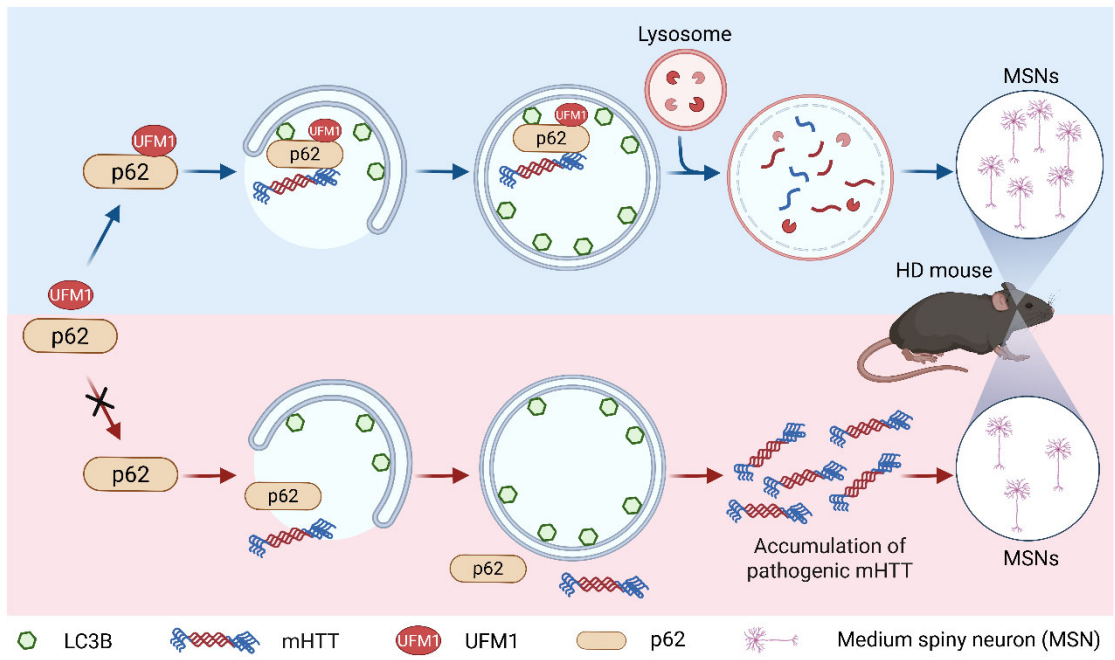 Lysosome
MSNs
UFM1
p62
UFM1
p62
UFM1
p62
HD mouse
UFM1
p62
p62
p62
p62
Accumulation of
pathogenic mHTT
MSNs
LC3B
mHTT
UFM1
UFM1
p62
Medium spiny neuron (MSN)